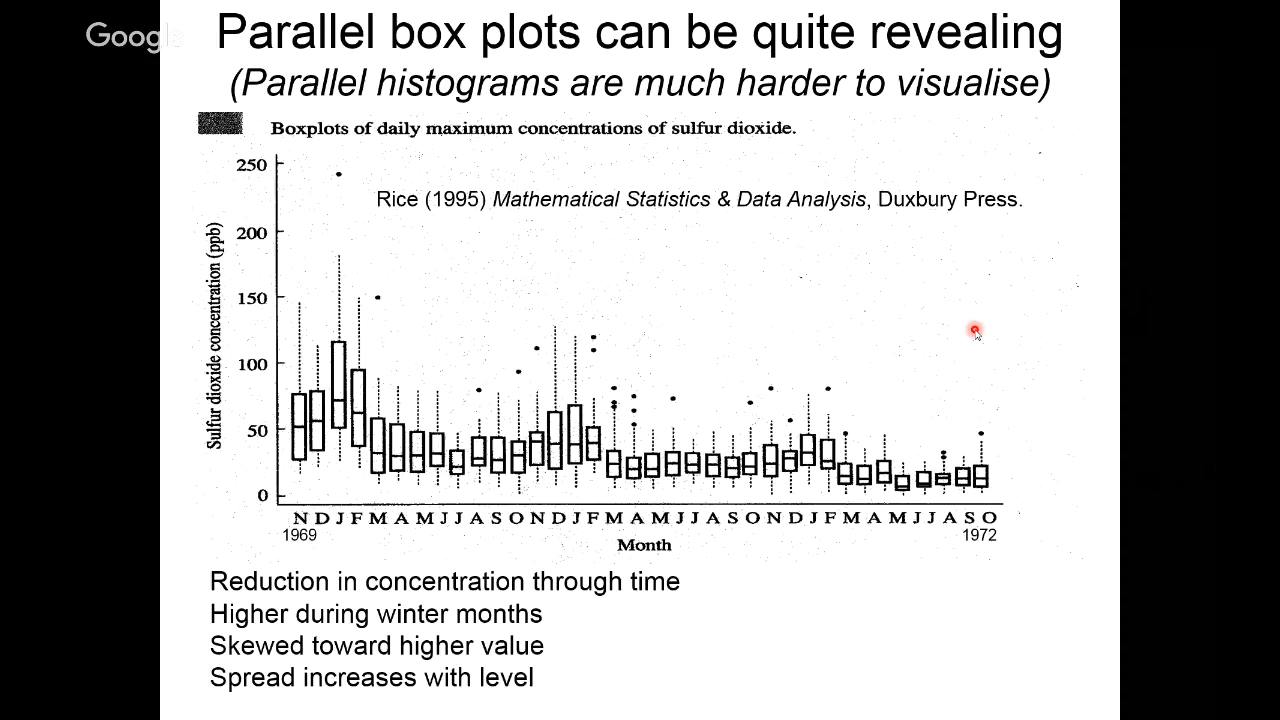 Google
Parallel box plots can be quite revealing
(Parallel histograms are much harder to visualise)
Boxplots of daily maximum concentrations of sulfur dioxide.
Rice (1995) Mathematical Statistics & Data Analysis, Duxbury Press.
Sulfur dioxide concentration (ppb)
250
200
150
100
50
0
N D J F M A M J J A S O N D J F M A M J J A S O N D J F M A M J J A S O
1969
1972
Month
Reduction in concentration through time
Higher during winter months
Skewed toward higher value
Spread increases with level